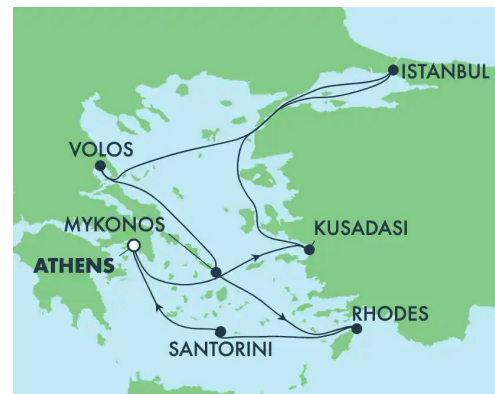 ISTANBUL
VOLOS
MYKONOS
KUSADASI
ATHENS
RHODES
SANTORINI